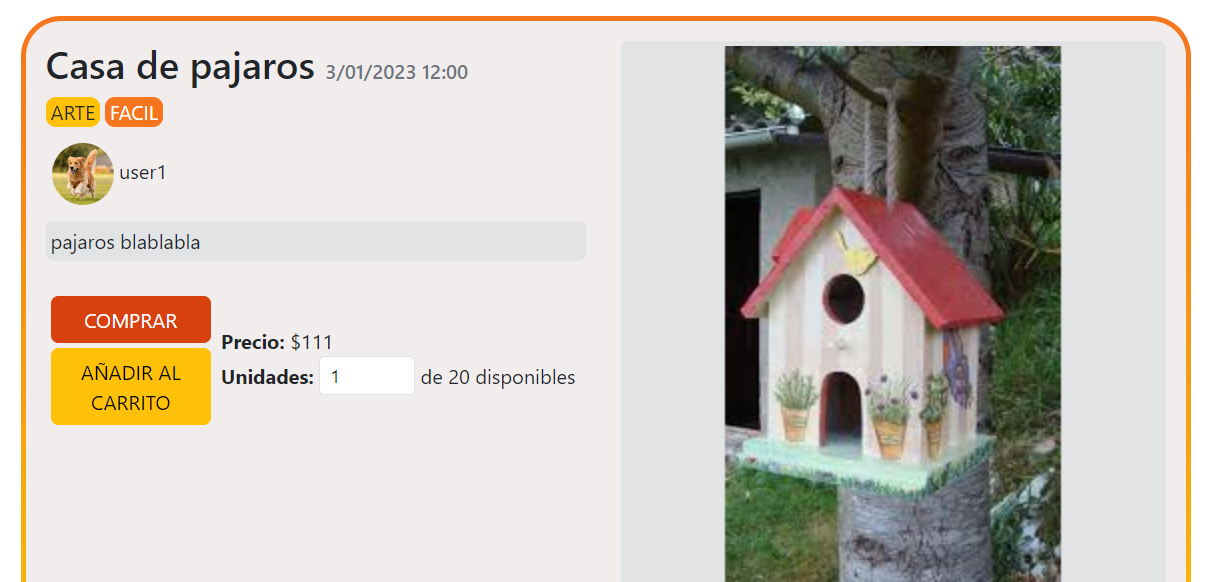 Casa de pajaros 3/01/2023 12:00
ARTE FACIL
user1
pajaros blablabla
COMPRAR
AÑADIR AL
CARRITO
Precio: $111
Unidades: 1 de 20 disponibles